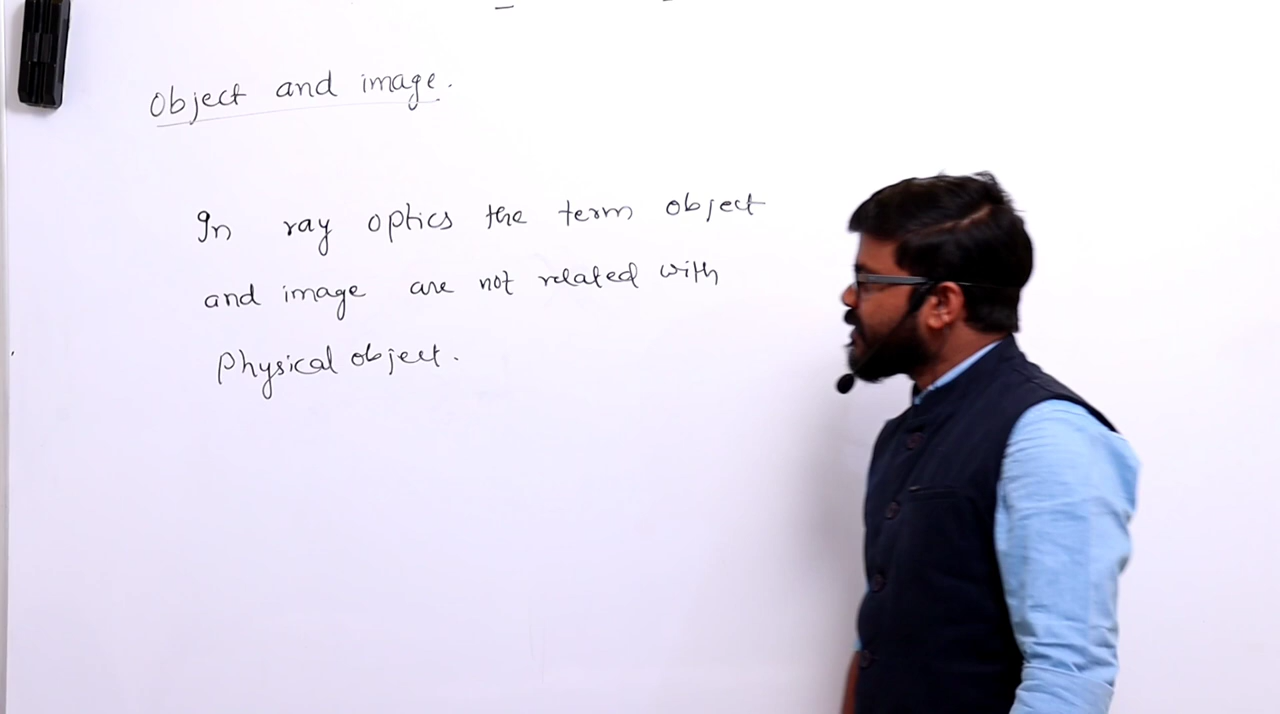 Object and image.
In ray optics the term object
and image are not related with
Physical object.